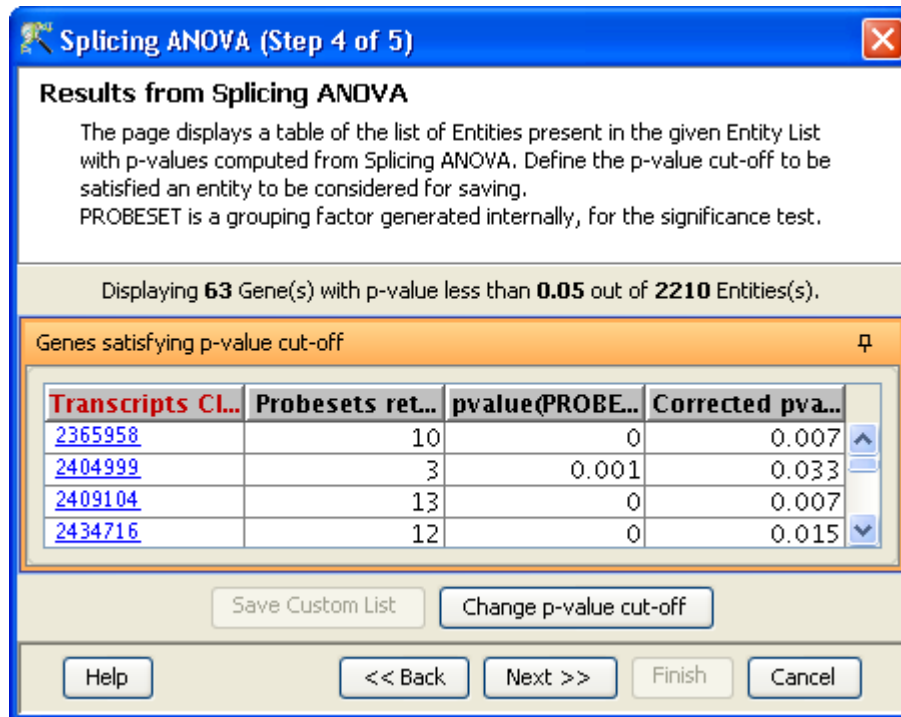 Splicing ANOVA (Step 4 of 5)
Results from Splicing ANOVA
The page displays a table of the list of Entities present in the given Entity List
with p-values computed from Splicing ANOVA. Define the p-value cut-off to be
satisfied an entity to be considered for saving.
PROBESET is a grouping factor generated internally, for the significance test.
Displaying 63 Gene(s) with p-value less than 0.05 out of 2210 Entities(s).
Genes satisfying p-value cut-off
Transcripts Cl... Probesets ret... pvalue(PROBE... Corrected pva...
2365958 10 0 0.007
2404999 3 0.001 0.033
2409104 13 0 0.007
2434716 12 0 0.015
Save Custom List Change p-value cut-off
Help << Back Next >> Finish Cancel